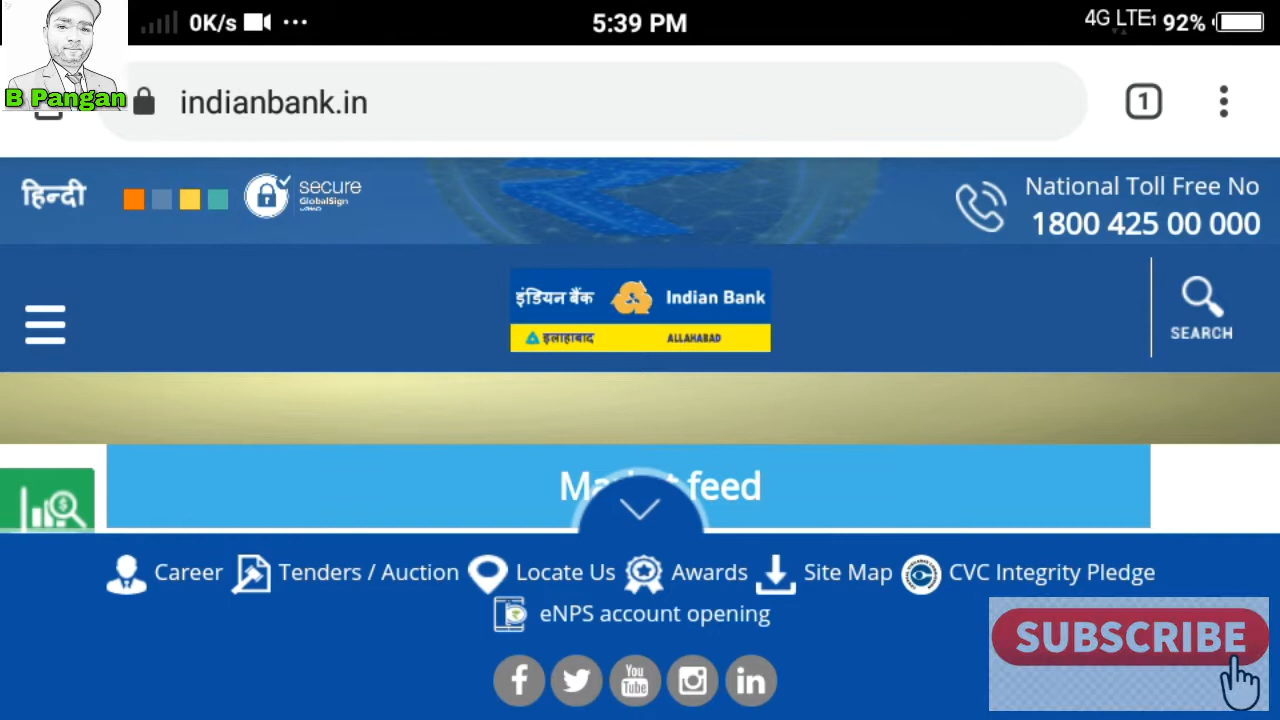 0K/s
5:39 PM
4G LTE
92%
B Pangan
indianbank.in
1
हिन्दी
secure
GlobalSign
National Toll Free No
1800 425 00 000
इंडियन बैंक Indian Bank
इलाहाबाद ALLAHABAD
SEARCH
feed
Career Tenders / Auction Locate Us Awards Site Map CVC Integrity Pledge
eNPS account opening
You
Tube
SUBSCRIBE